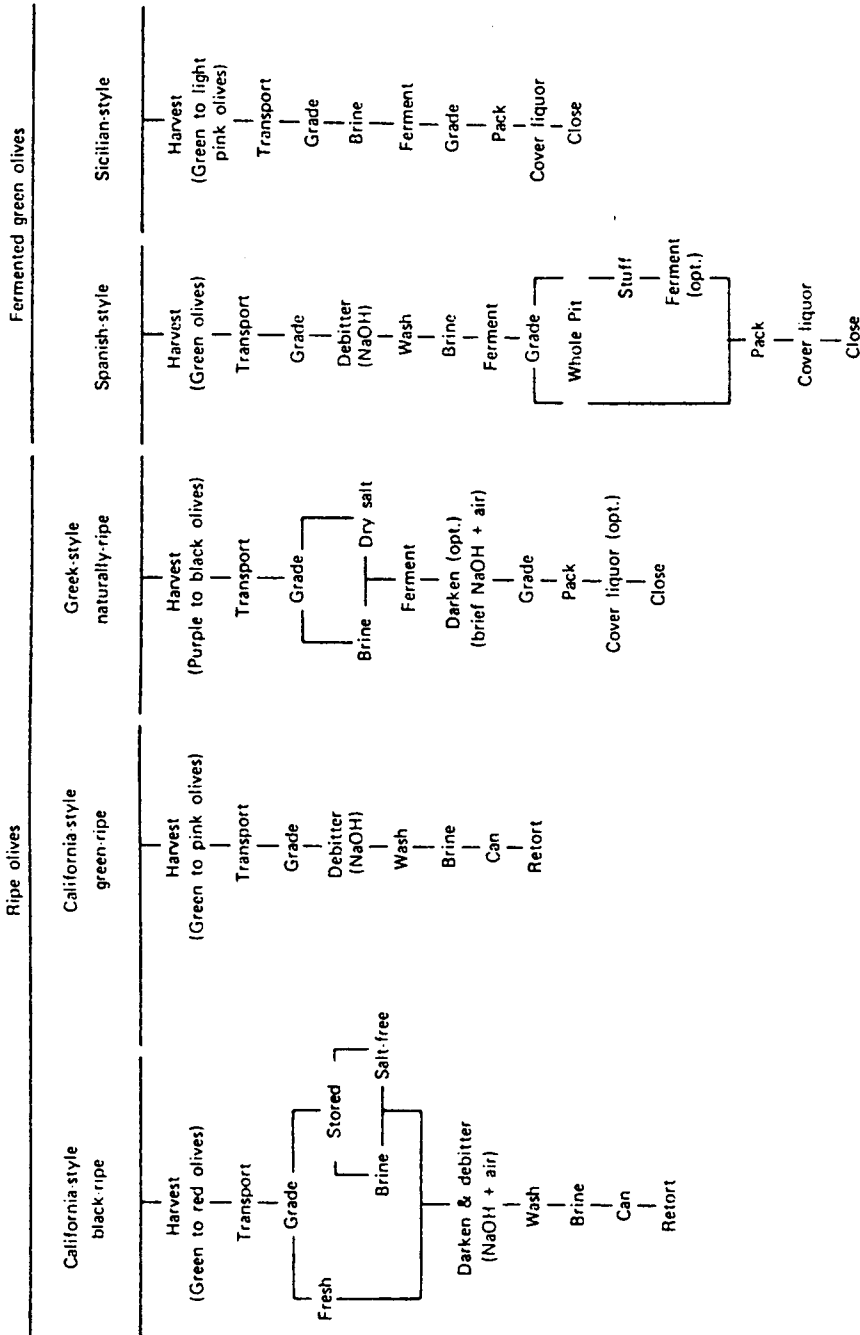 Ripe olives
Fermented green olives
California-style
black-ripe
Harvest
(Green to red olives)
Transport
Grade
Fresh
Stored
Brine
Salt-free
Darken & debitter
(NaOH + air)
Wash
Brine
Can
Retort
California-style
green-ripe
Harvest
(Green to pink olives)
Transport
Grade
Debitter
(NaOH)
Wash
Brine
Can
Retort
Greek-style
naturally-ripe
Harvest
(Purple to black olives)
Transport
Grade
Brine
Dry salt
Ferment
Darken (opt.)
(brief NaOH + air)
Grade
Pack
Cover liquor (opt.)
Close
Spanish-style
Harvest
(Green olives)
Transport
Grade
Debitter
(NaOH)
Wash
Brine
Ferment
Grade
Whole Pit
Stuff
Ferment
(opt.)
Pack
Cover liquor
Close
Sicilian-style
Harvest
(Green to light
pink olives)
Transport
Grade
Brine
Ferment
Grade
Pack
Cover liquor
Close